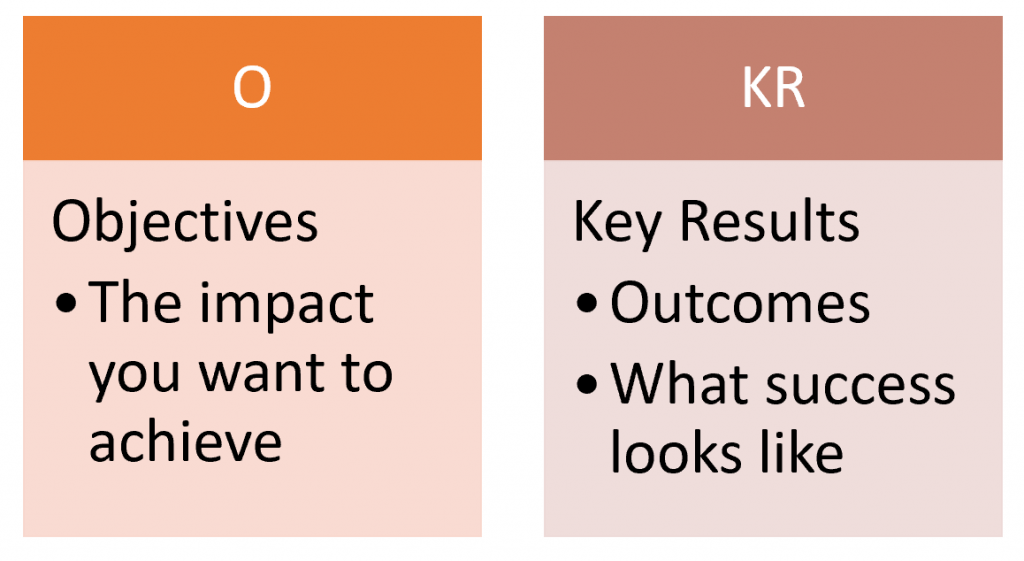 O
Objectives
• The impact
you want to
achieve
KR
Key Results
• Outcomes
• What success
looks like